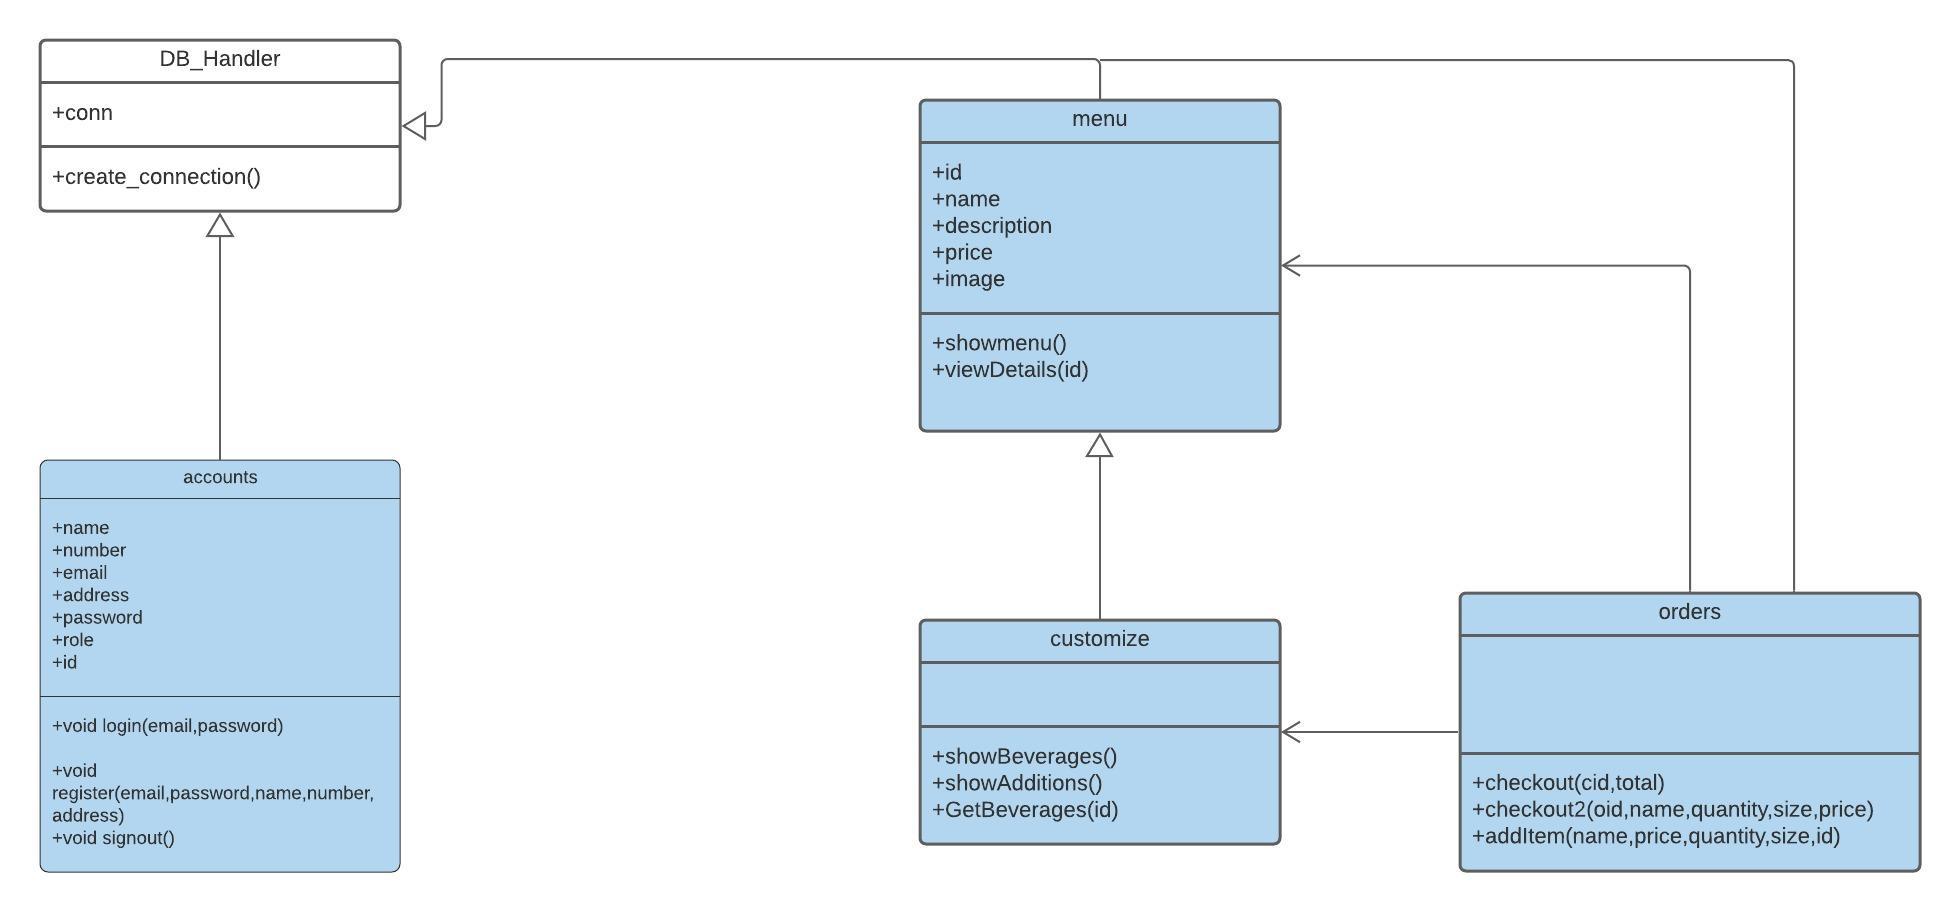 DB_Handler
+conn
+create_connection()
menu
+id
+name
+description
+price
+image
+showmenu()
+viewDetails(id)
accounts
+name
+number
+email
+address
+password
+role
+id
+void login(email,password)
+void
register(email,password,name,number,
address)
+void signout()
customize
+showBeverages()
+showAdditions()
+GetBeverages(id)
orders
+checkout(cid,total)
+checkout2(oid,name,quantity,size,price)
+addItem(name,price,quantity,size,id)